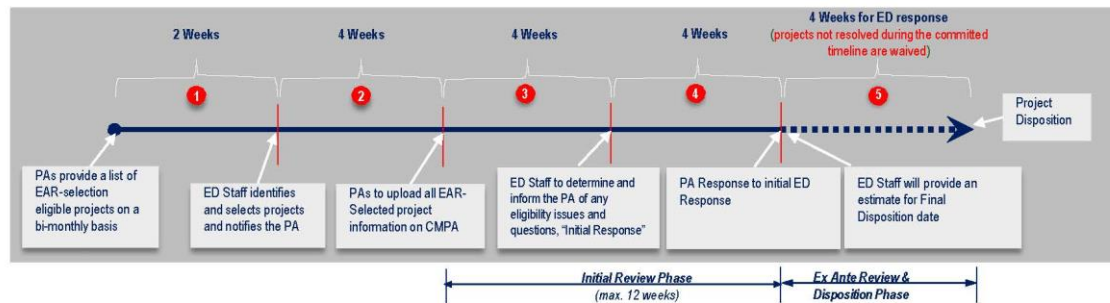 4 Weeks for ED response
(projects not resolved during the committed
timeline are waived)
2 Weeks
4 Weeks
4 Weeks
4 Weeks
1
2
3
4
5
Project
Disposition
PAs provide a list of
EAR-selection
eligible projects on a
bi-monthly basis
ED Staff identifies
and selects projects
and notifies the PA
PAs to upload all EAR-
Selected project
information on CMPA
ED Staff to determine and
inform the PA of any
eligibility issues and
questions, “Initial Response”
PA Response to initial ED
Response
ED Staff will provide an
estimate for Final
Disposition date
Initial Review Phase
(max. 12 weeks)
Ex Ante Review &
Disposition Phase